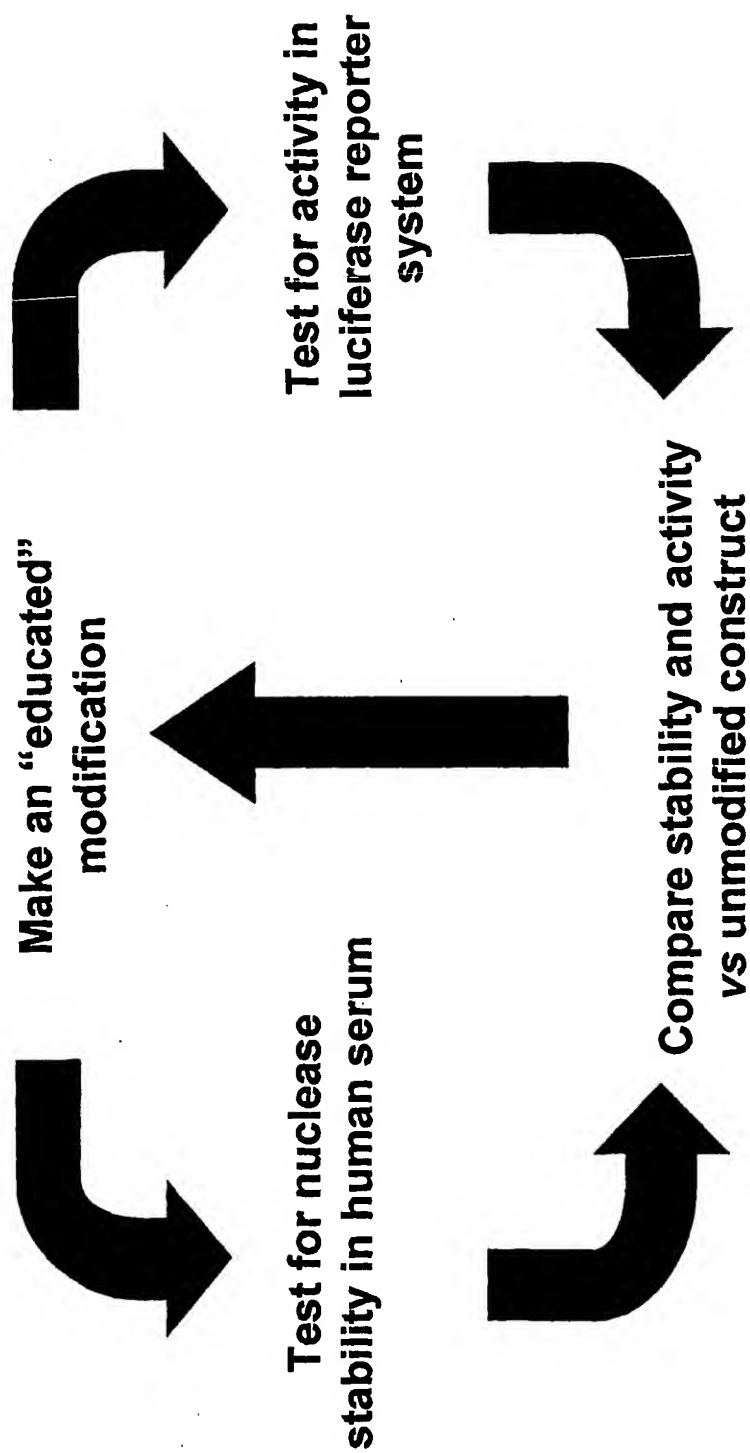 Make an “educated”
modification
Test for nuclease
stability in human serum
Test for activity in
luciferase reporter
system
Compare stability and activity
vs unmodified construct